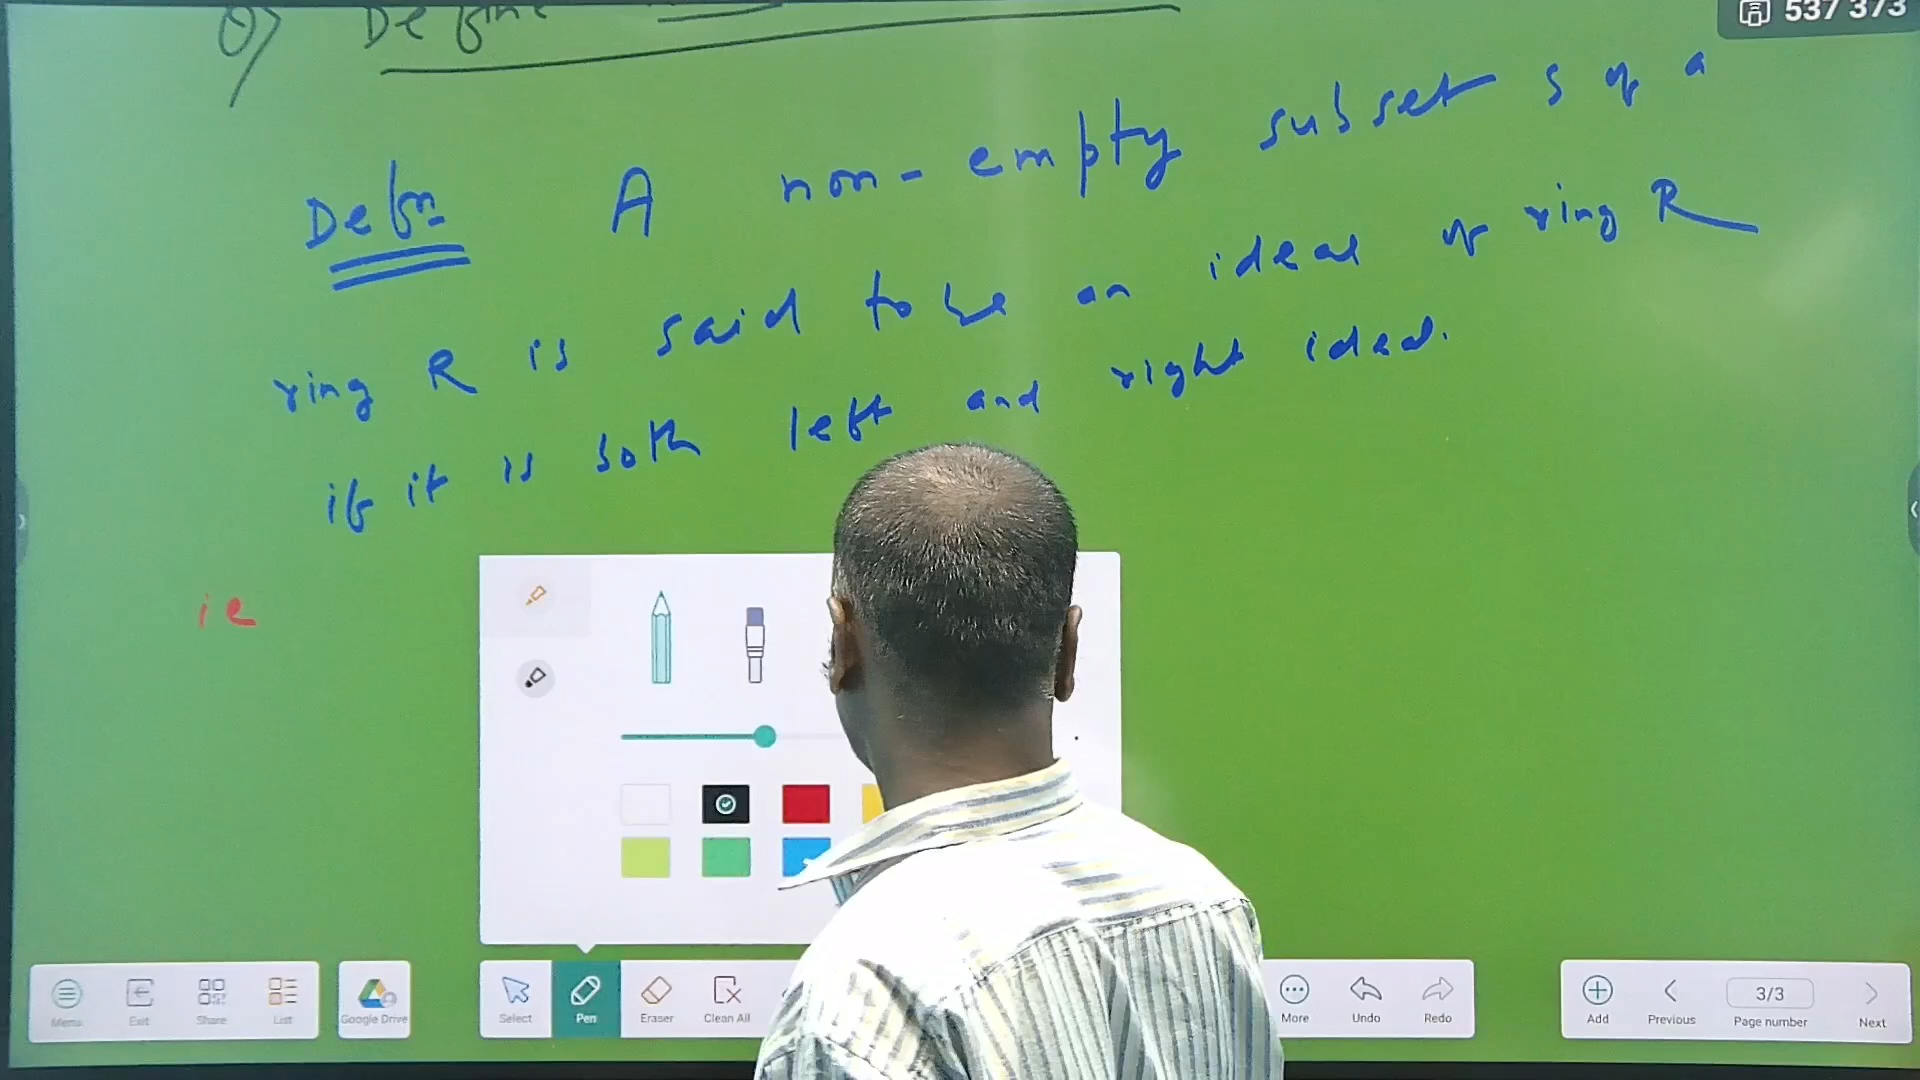 Q) Define
537 373
Defn A non-empty subset S of a
ring R is said to be an ideal of ring R
if it is both left and right ideal.
ie
Menu Exit Share List Google Drive Select Pen Eraser Clean All More Undo Redo Add Previous 3/3 Page number Next